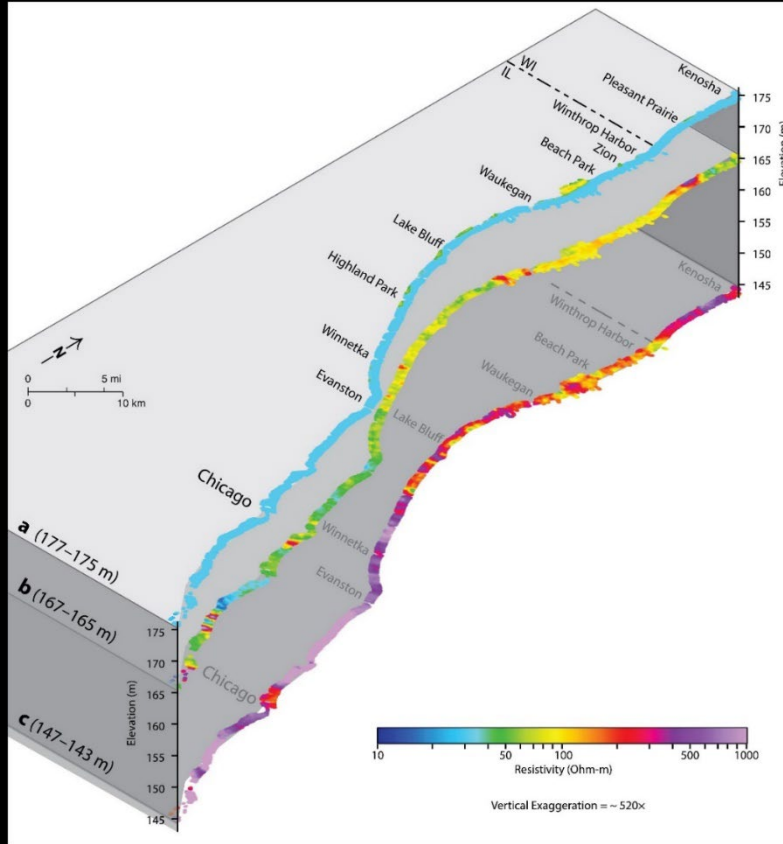 Kenosha
WI
IL
Pleasant Prairie
Winthrop Harbor
Zion
Beach Park
Waukegan
Lake Bluff
Highland Park
Winnetka
Evanston
Chicago
175
170
165
160
155
150
145
Elevation (m)
Kenosha
Winthrop Harbor
Beach Park
Waukegan
Lake Bluff
Winnetka
Evanston
Chicago
N
0 5 mi
0 10 km
a (177–175 m)
b (167–165 m)
c (147–143 m)
175
170
165
160
155
150
145
Elevation (m)
10 50 100 500 1000
Resistivity (Ohm-m)
Vertical Exaggeration = ~ 520×